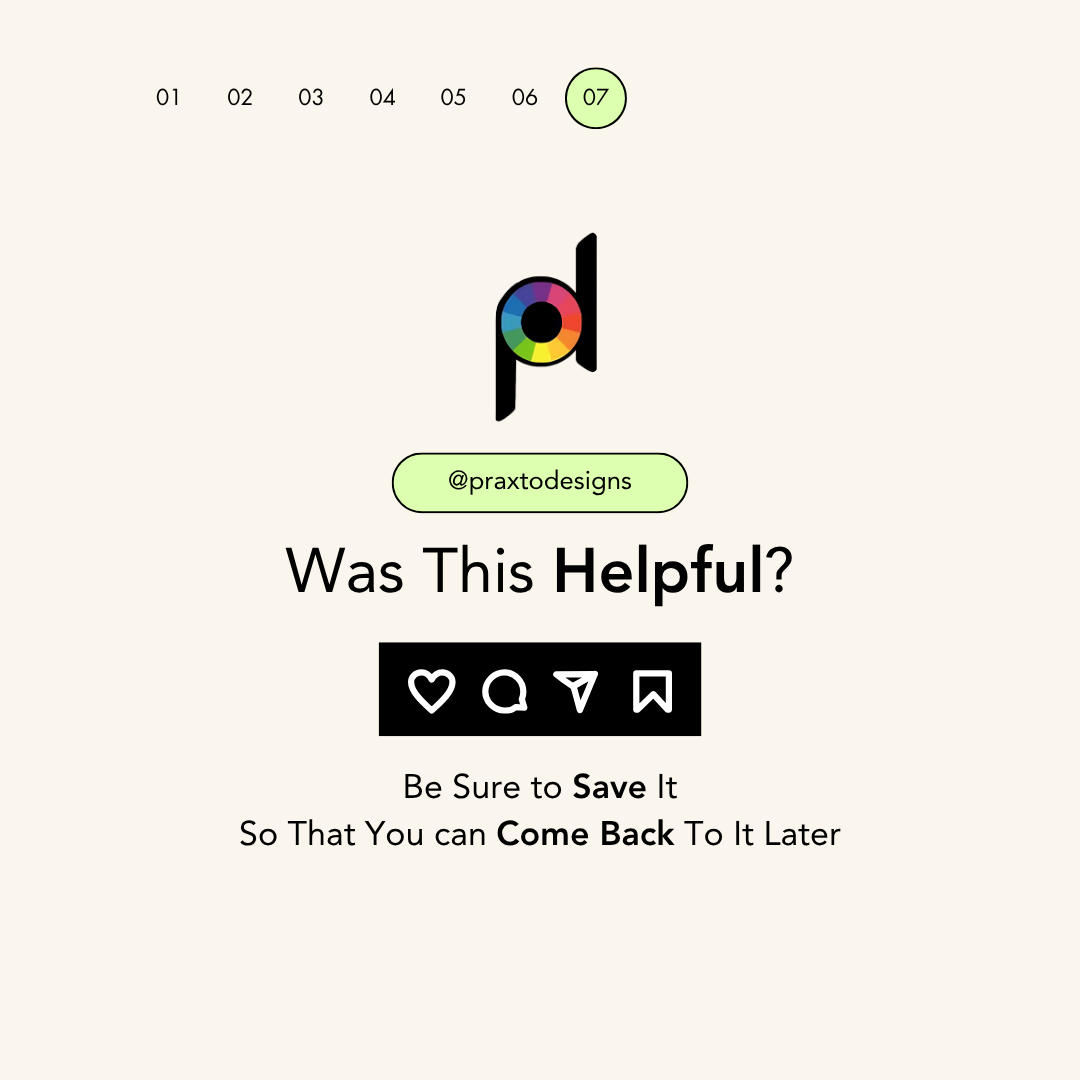 01 02 03 04 05 06 07
pd
@praxtodesigns
Was This Helpful?
Be Sure to Save It
So That You can Come Back To It Later